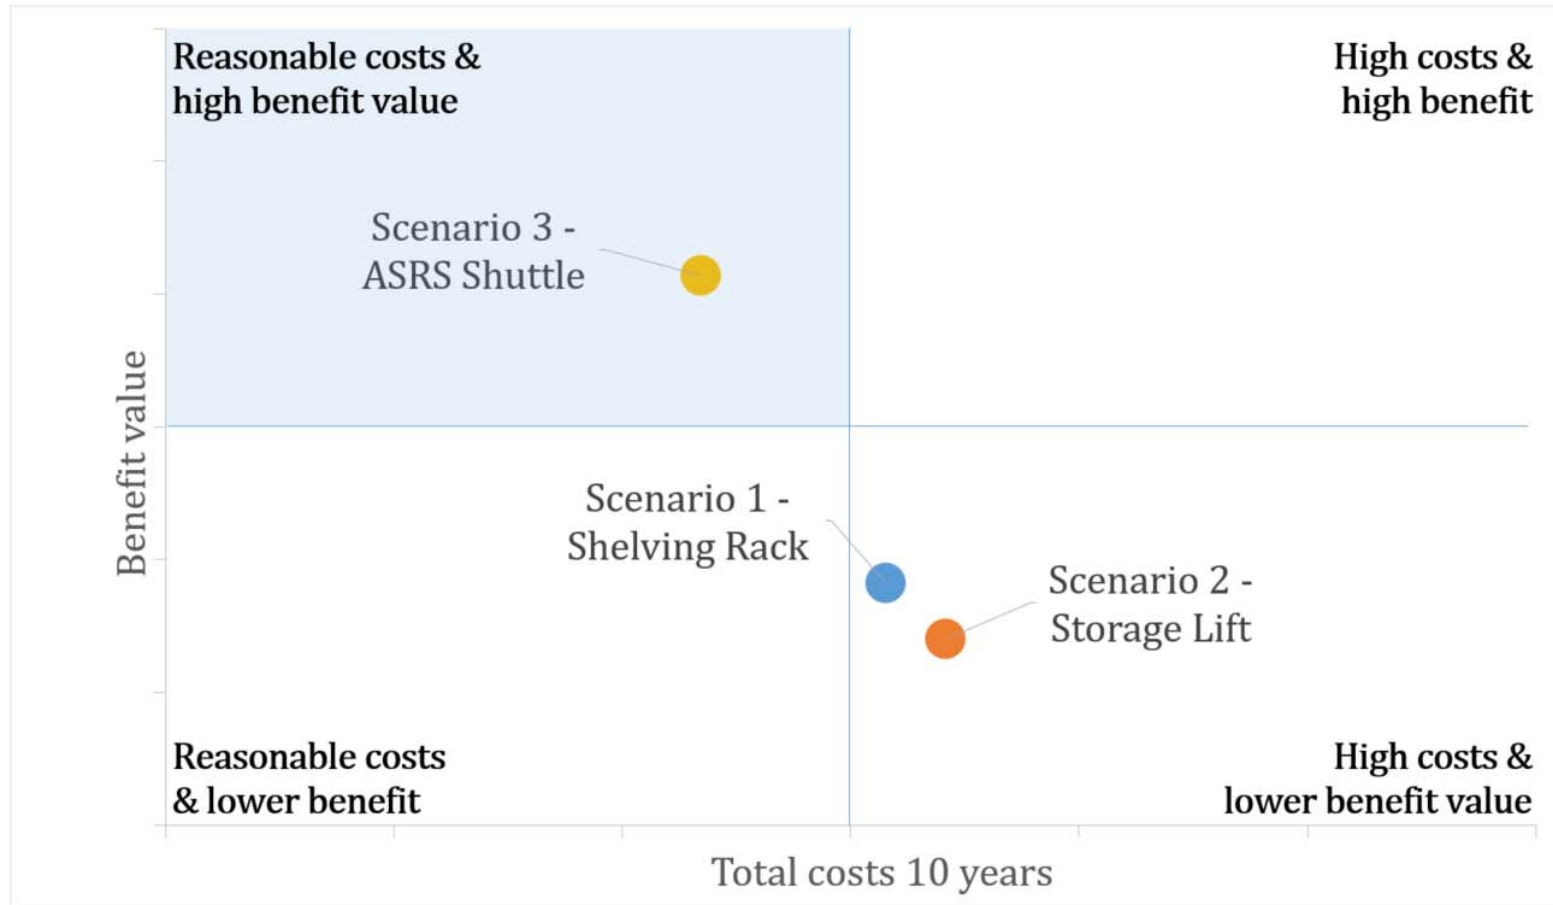 Reasonable costs &
high benefit value
High costs &
high benefit
Scenario 3 -
ASRS Shuttle
Benefit value
Scenario 1 -
Shelving Rack
Scenario 2 -
Storage Lift
Reasonable costs
& lower benefit
High costs &
lower benefit value
Total costs 10 years